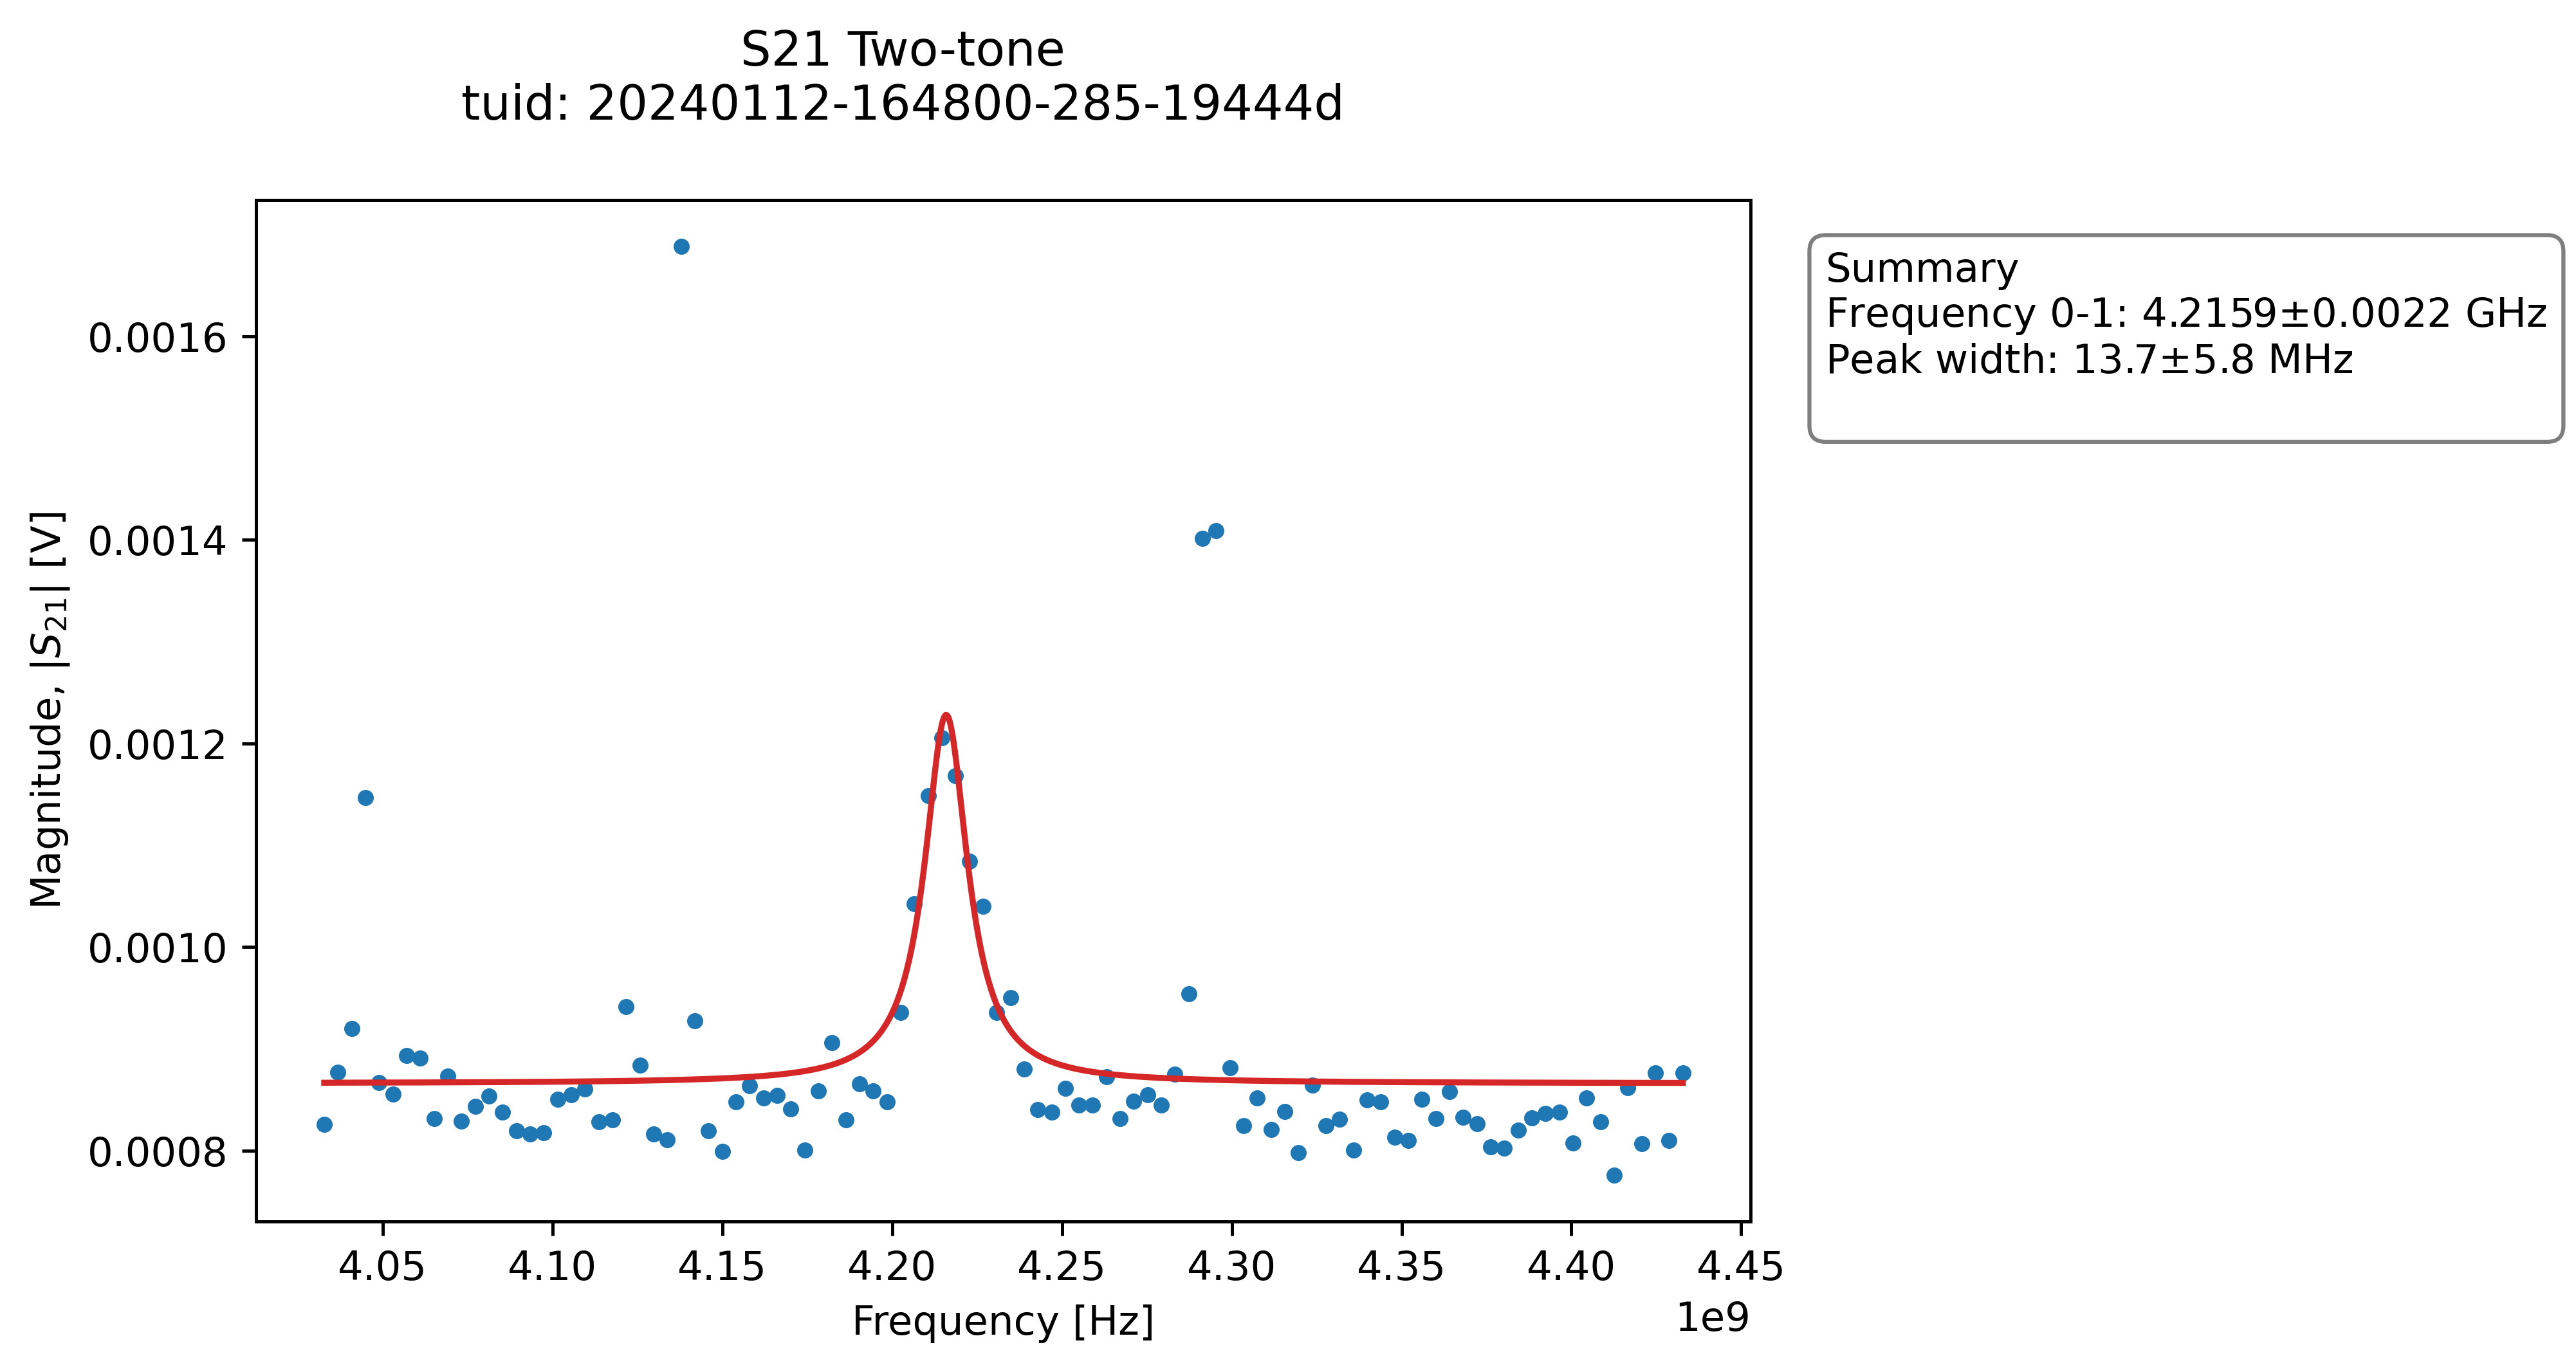 S21 Two-tone
tuid: 20240112-164800-285-19444d
Summary
Frequency 0-1: 4.2159±0.0022 GHz
Peak width: 13.7±5.8 MHz
Magnitude, |S₂₁| [V]
0.0016
0.0014
0.0012
0.0010
0.0008
4.05 4.10 4.15 4.20 4.25 4.30 4.35 4.40 4.45
Frequency [Hz]
1e9